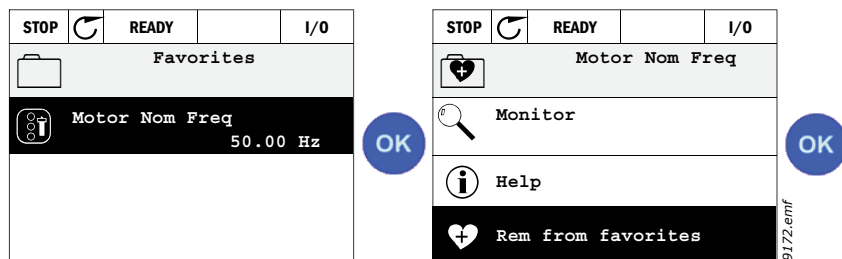 STOP READY I/O
Favorites
Motor Nom Freq
50.00 Hz
OK
STOP READY I/O
Motor Nom Freq
Monitor
Help
Rem from favorites
OK
9172.emf